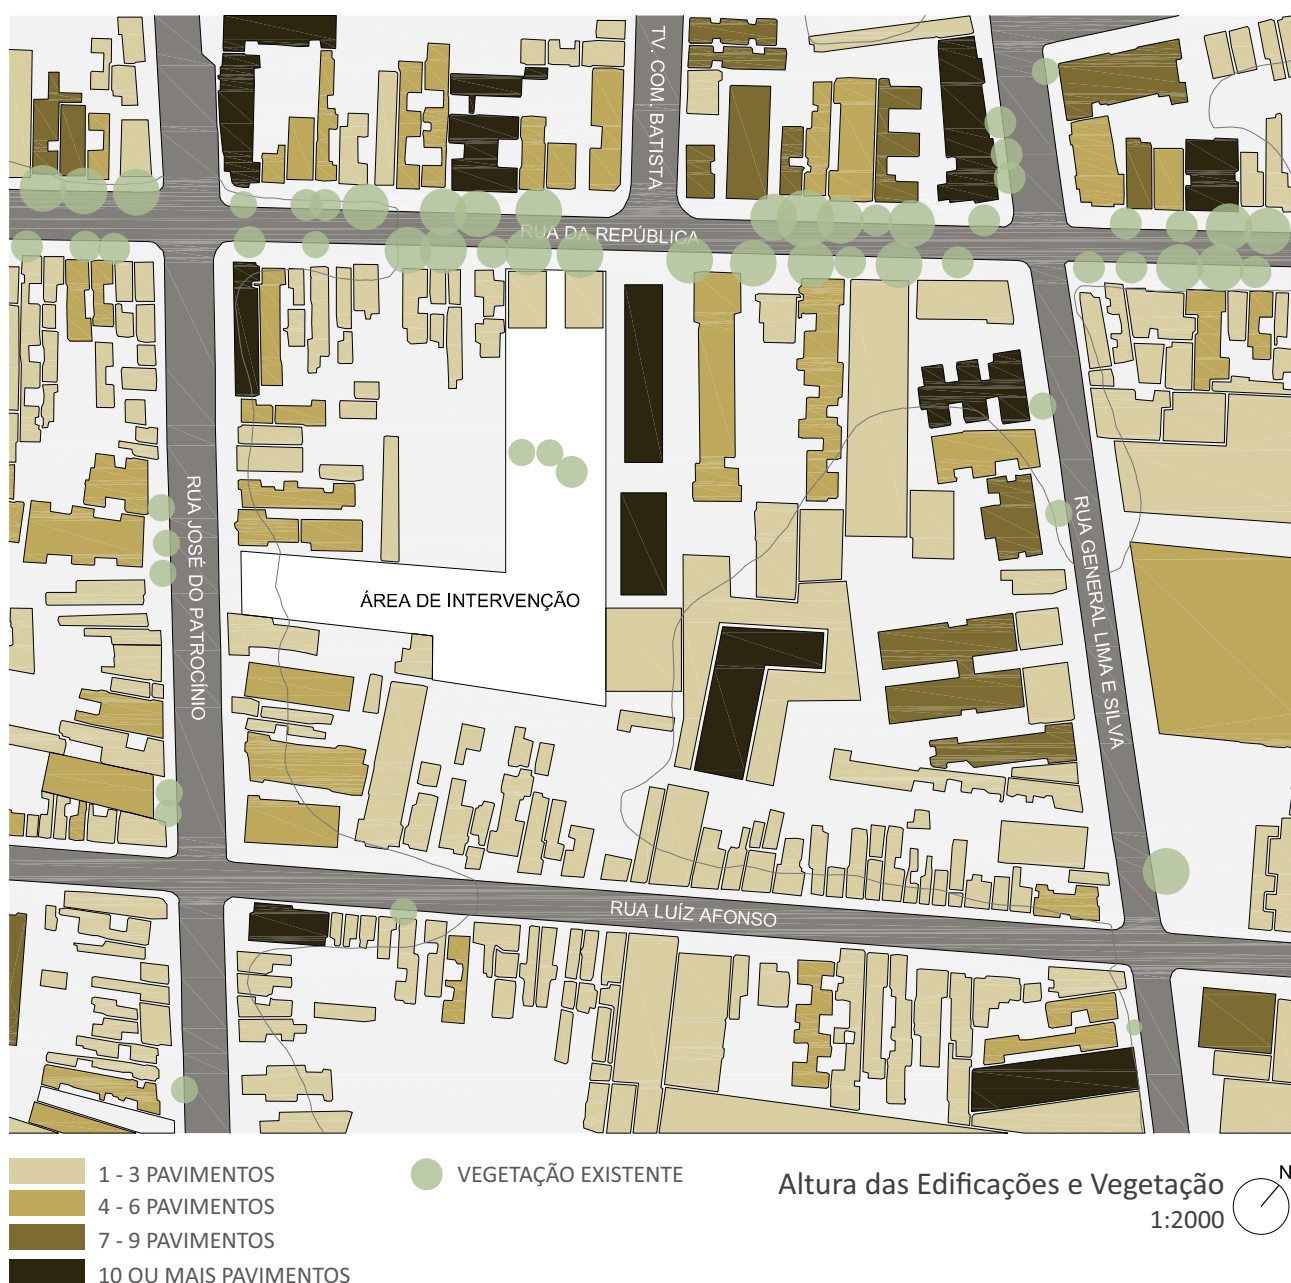 TV. COM. BATISTA
RUA DA REPÚBLICA
RUA JOSÉ DO PATROCÍNIO
ÁREA DE INTERVENÇÃO
RUA GENERAL LIMA E SILVA
RUA LUÍZ AFONSO
1 - 3 PAVIMENTOS
4 - 6 PAVIMENTOS
7 - 9 PAVIMENTOS
10 OU MAIS PAVIMENTOS
VEGETAÇÃO EXISTENTE
Altura das Edificações e Vegetação
1:2000
N